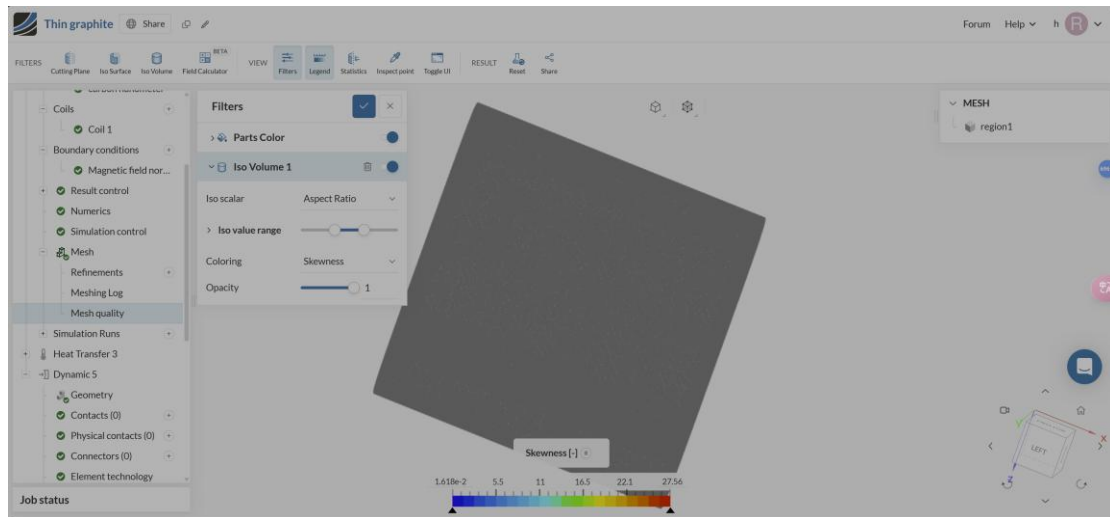 Thin graphite Share Forum Help h R
FILTERS Cutting Plane Iso Surface Iso Volume Field Calculator BETA VIEW Filters Legend Statistics Inspect point Toggle UI RESULT Reset Share
Coils
Coil 1
Boundary conditions
Magnetic field nor...
Result control
Numerics
Simulation control
Mesh
Refinements
Meshing Log
Mesh quality
Simulation Runs
Heat Transfer 3
Dynamic 5
Geometry
Contacts (0)
Physical contacts (0)
Connectors (0)
Element technology
Job status
Filters
Parts Color
Iso Volume 1
Iso scalar Aspect Ratio
Iso value range
Coloring Skewness
Opacity 1
MESH
region1
Skewness [-]
1.618e-2 5.5 11 16.5 22.1 27.56
LEFT
X
Y
Z